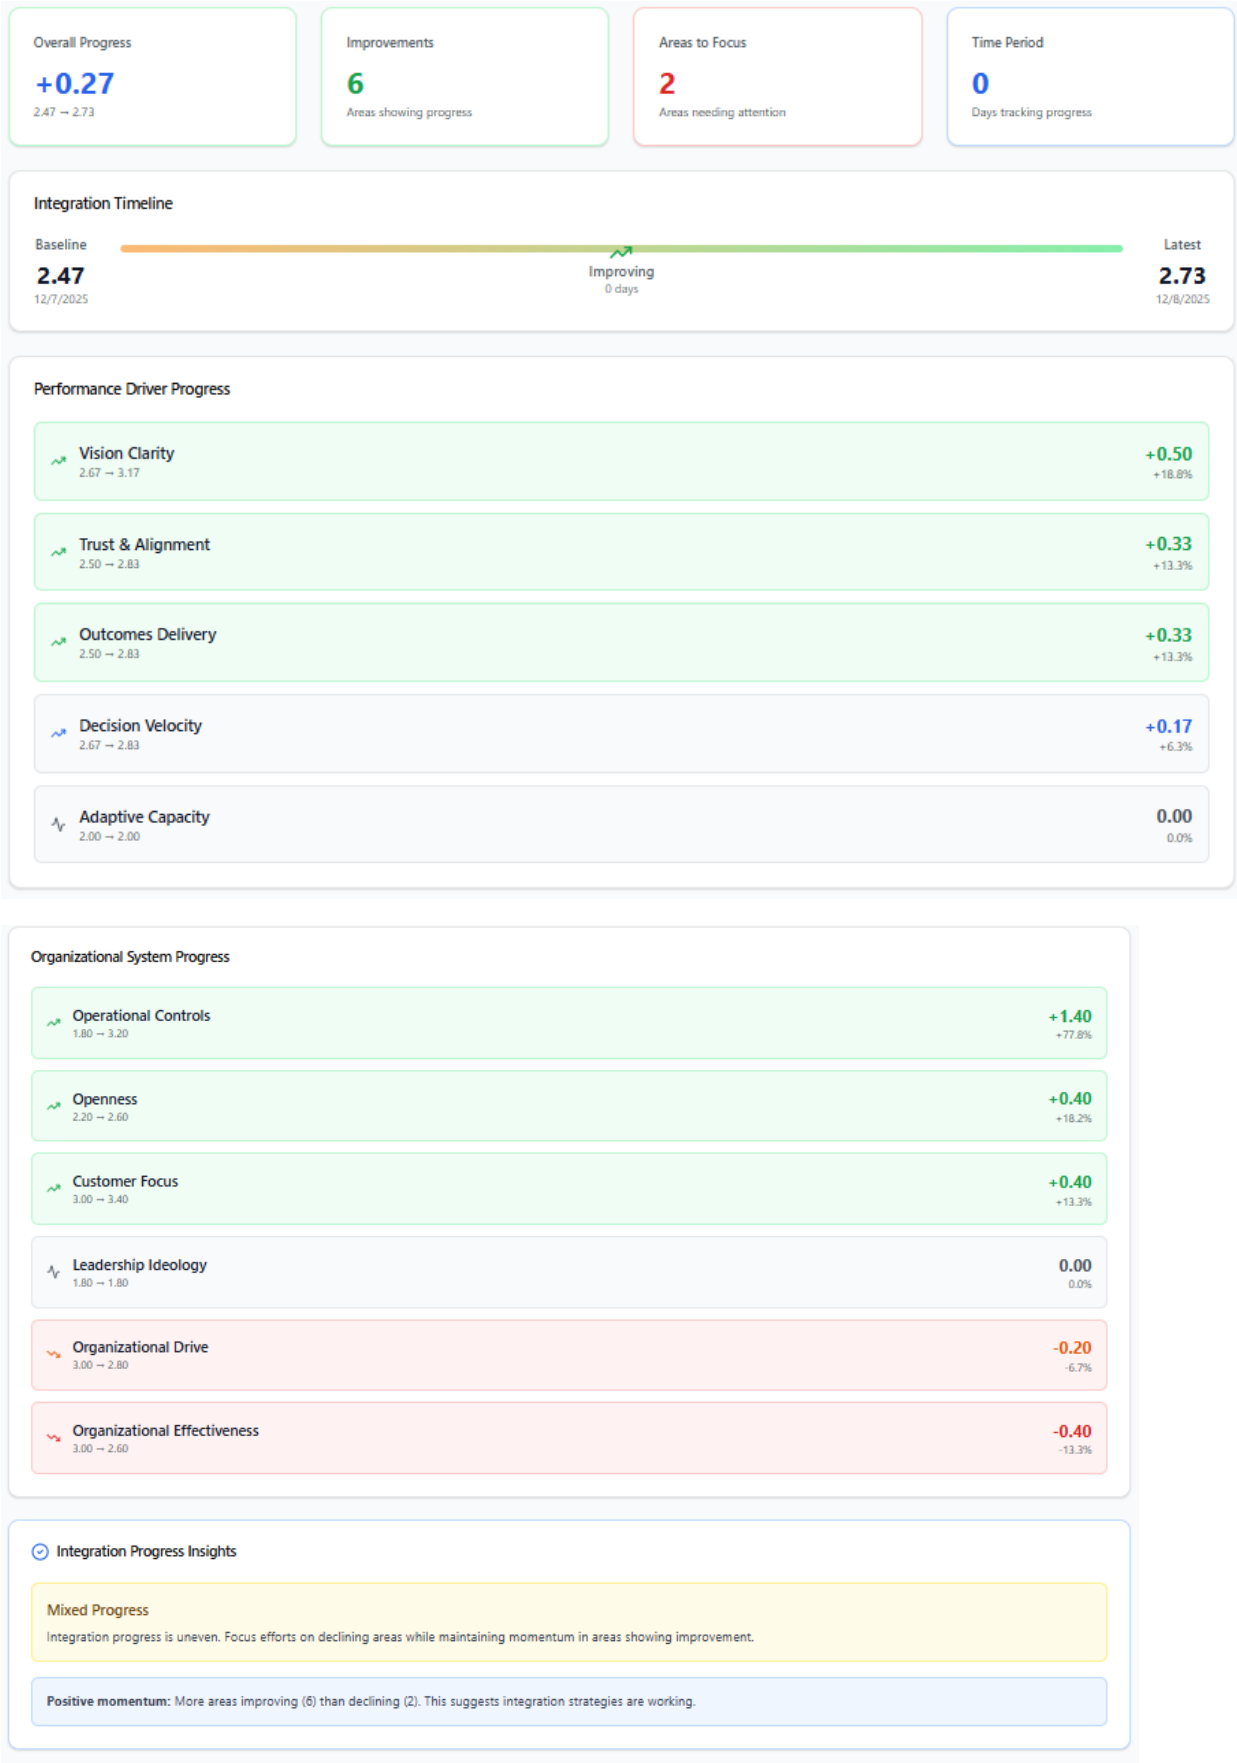 Overall Progress
+0.27
2.47 → 2.73
Improvements
6
Areas showing progress
Areas to Focus
2
Areas needing attention
Time Period
0
Days tracking progress
Integration Timeline
Baseline
2.47
12/7/2025
Improving
0 days
Latest
2.73
12/8/2025
Performance Driver Progress
Vision Clarity
2.67 → 3.17
+0.50
+18.8%
Trust & Alignment
2.50 → 2.83
+0.33
+13.3%
Outcomes Delivery
2.50 → 2.83
+0.33
+13.3%
Decision Velocity
2.67 → 2.83
+0.17
+6.3%
Adaptive Capacity
2.00 → 2.00
0.00
0.0%
Organizational System Progress
Operational Controls
1.80 → 3.20
+1.40
+77.8%
Openness
2.20 → 2.60
+0.40
+18.2%
Customer Focus
3.00 → 3.40
+0.40
+13.3%
Leadership Ideology
1.80 → 1.80
0.00
0.0%
Organizational Drive
3.00 → 2.80
-0.20
-6.7%
Organizational Effectiveness
3.00 → 2.60
-0.40
-13.3%
Integration Progress Insights
Mixed Progress
Integration progress is uneven. Focus efforts on declining areas while maintaining momentum in areas showing improvement.
Positive momentum: More areas improving (6) than declining (2). This suggests integration strategies are working.